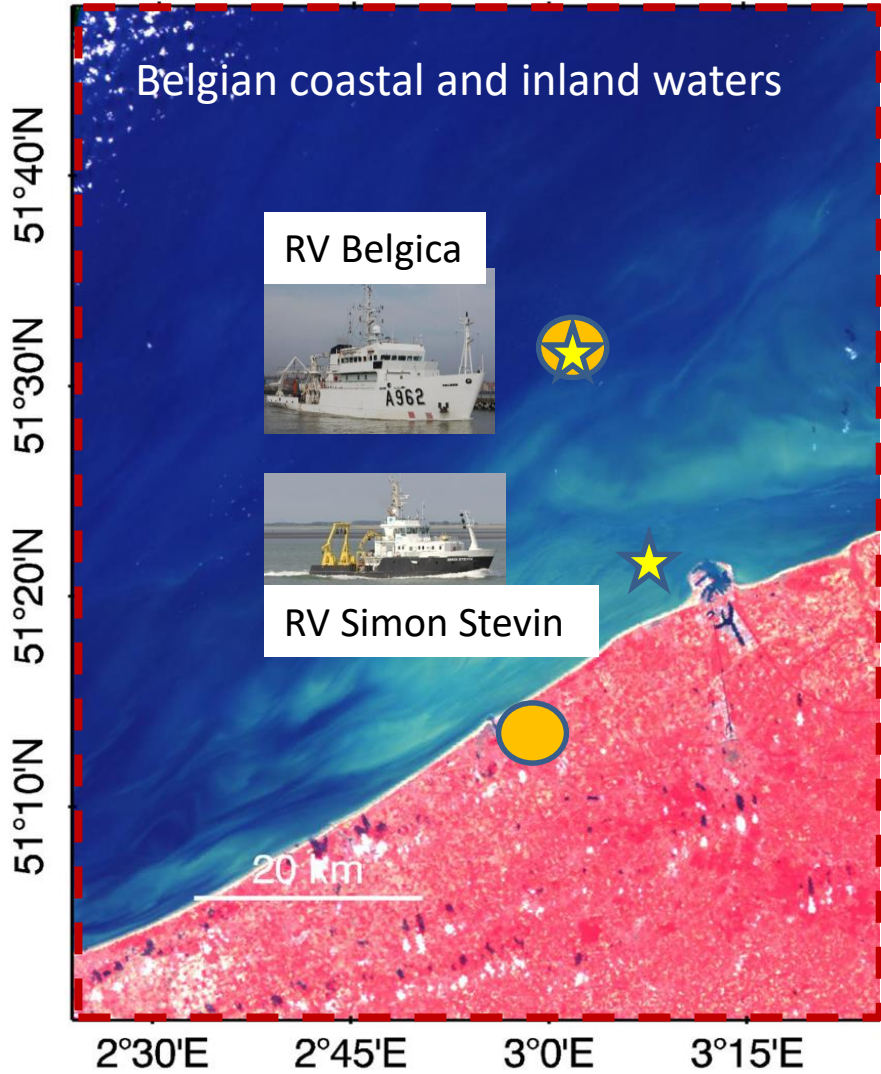 Belgian coastal and inland waters
51°40'N
RV Belgica
A962
51°30'N
51°20'N
RV Simon Stevin
51°10'N
20 km
2°30'E
2°45'E
3°0'E
3°15'E